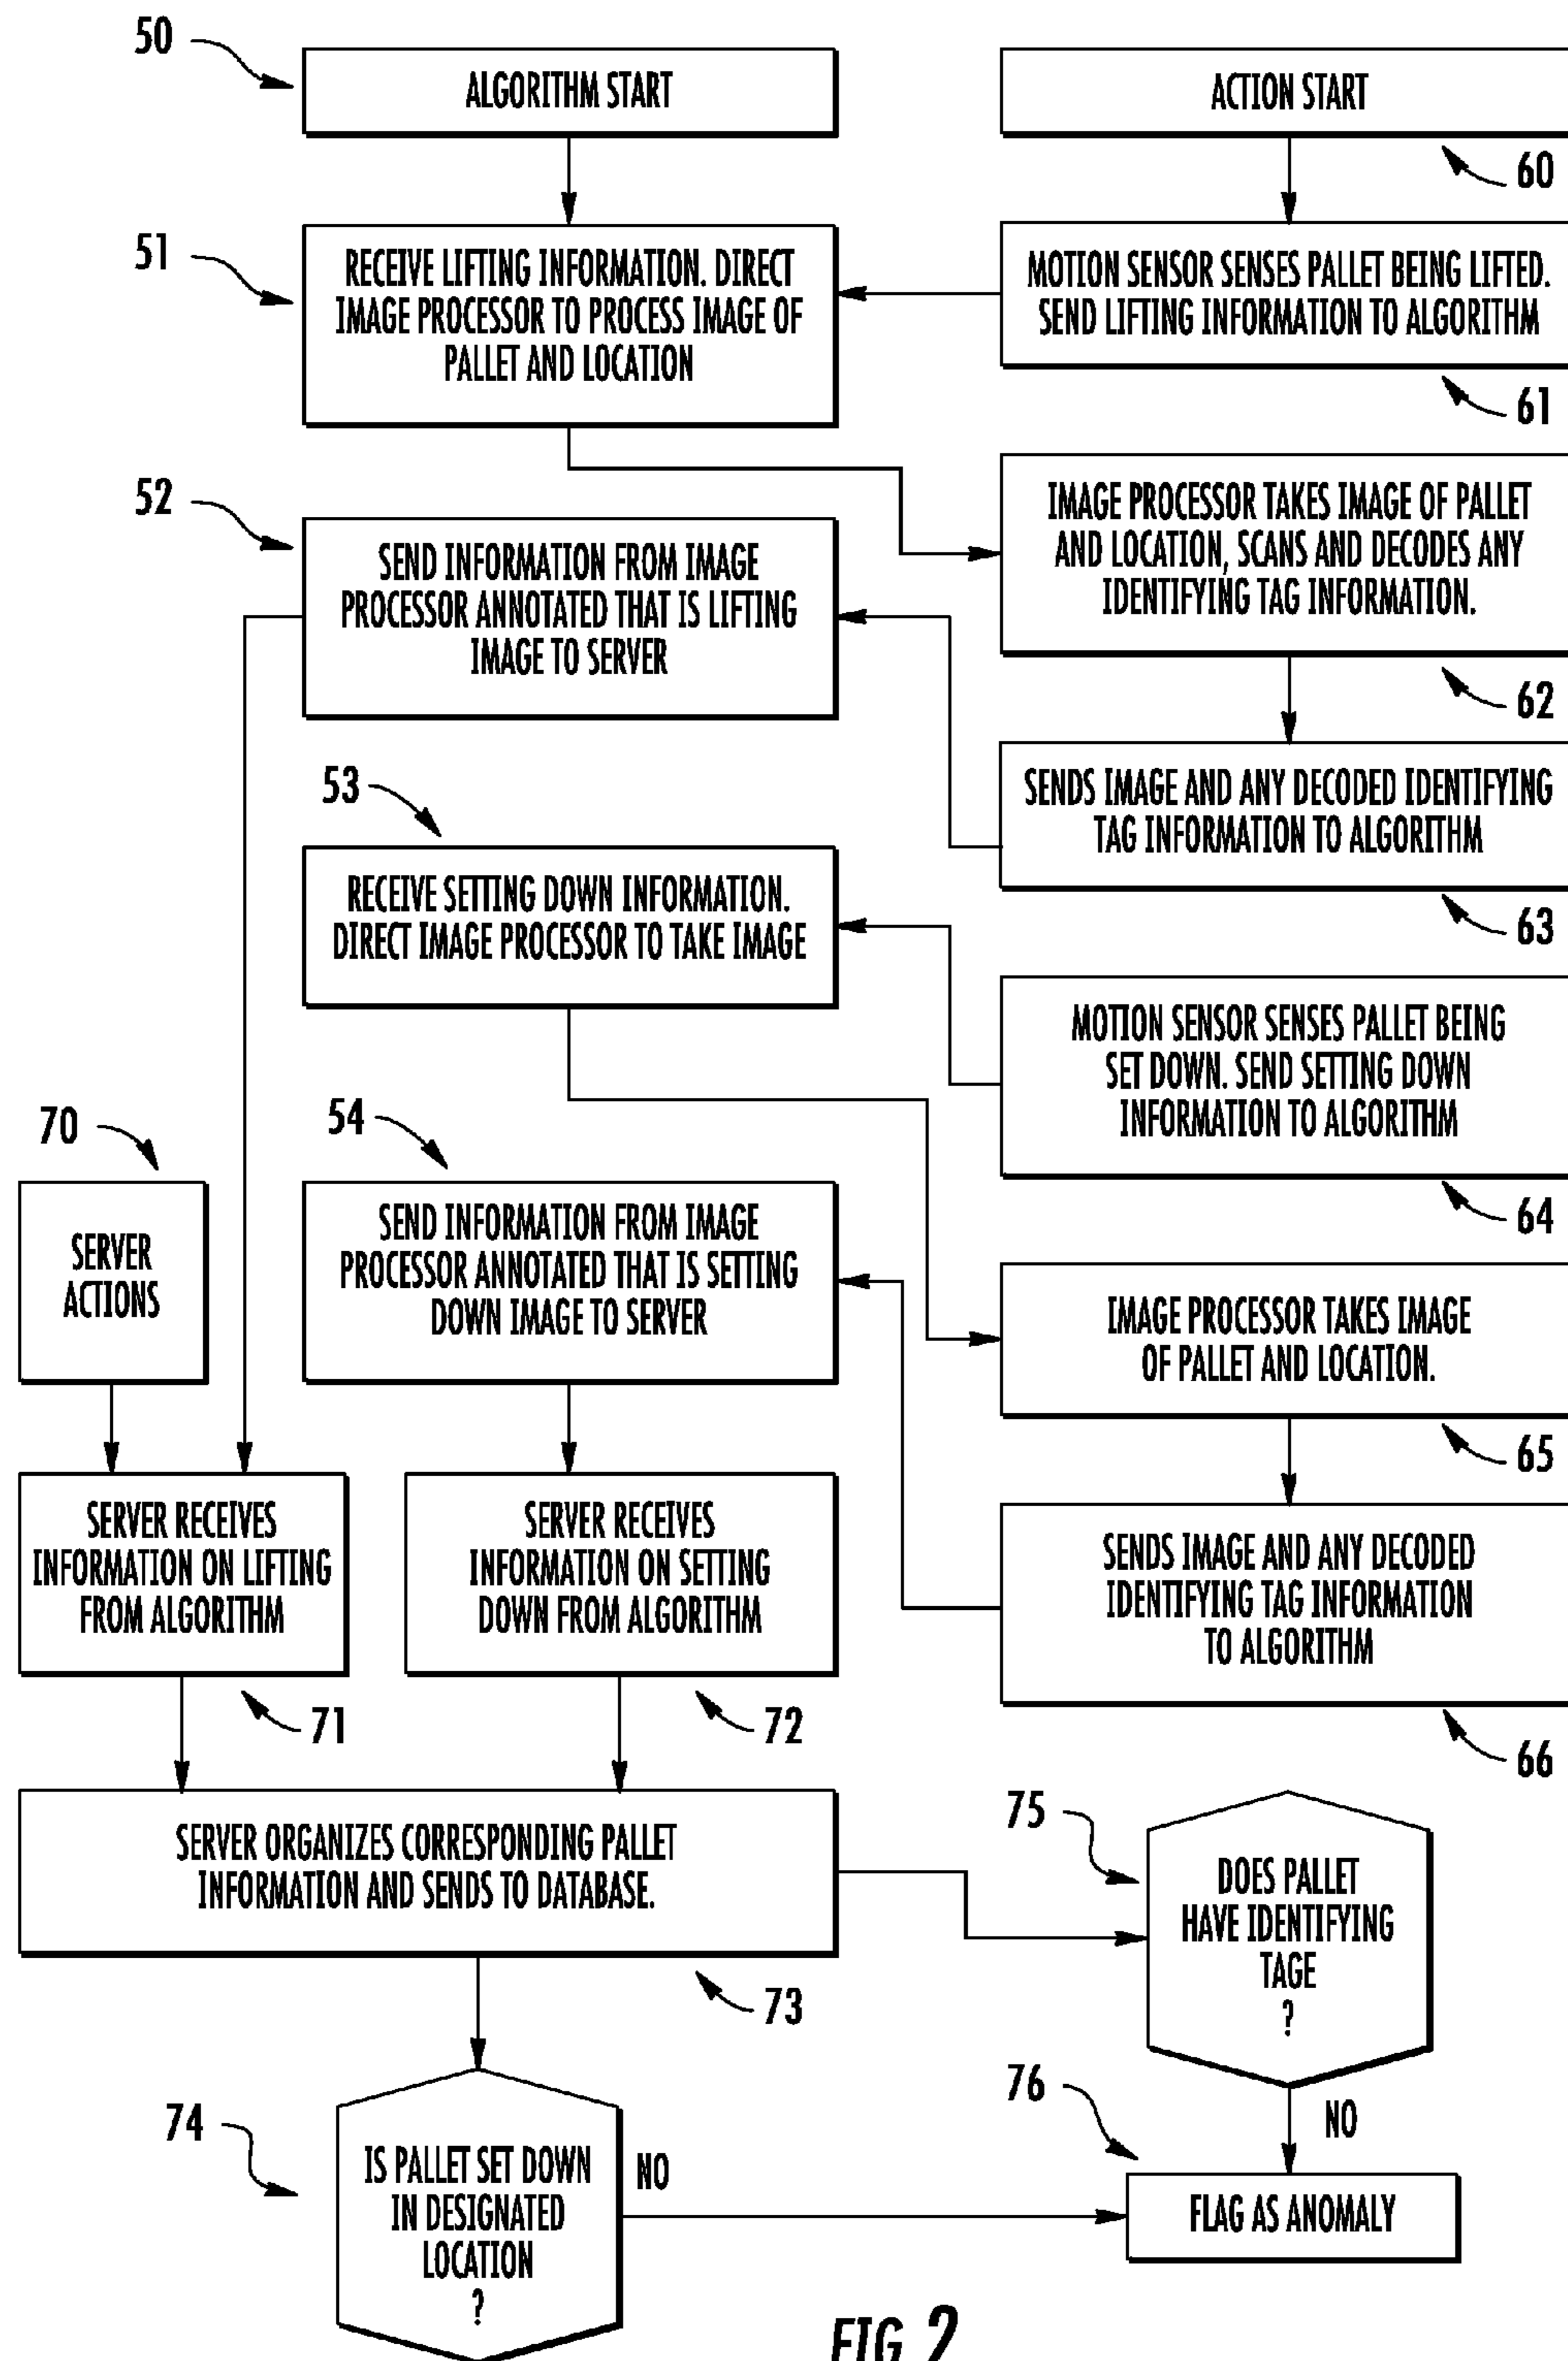 50
ALGORITHM START
ACTION START
60
51
RECEIVE LIFTING INFORMATION. DIRECT
IMAGE PROCESSOR TO PROCESS IMAGE OF
PALLET AND LOCATION
MOTION SENSOR SENSES PALLET BEING LIFTED.
SEND LIFTING INFORMATION TO ALGORITHM
61
52
SEND INFORMATION FROM IMAGE
PROCESSOR ANNOTATED THAT IS LIFTING
IMAGE TO SERVER
IMAGE PROCESSOR TAKES IMAGE OF PALLET
AND LOCATION, SCANS AND DECODES ANY
IDENTIFYING TAG INFORMATION.
62
SENDS IMAGE AND ANY DECODED IDENTIFYING
TAG INFORMATION TO ALGORITHM
63
53
RECEIVE SETTING DOWN INFORMATION.
DIRECT IMAGE PROCESSOR TO TAKE IMAGE
MOTION SENSOR SENSES PALLET BEING
SET DOWN. SEND SETTING DOWN
INFORMATION TO ALGORITHM
64
70
SERVER
ACTIONS
54
SEND INFORMATION FROM IMAGE
PROCESSOR ANNOTATED THAT IS SETTING
DOWN IMAGE TO SERVER
IMAGE PROCESSOR TAKES IMAGE
OF PALLET AND LOCATION.
65
SERVER RECEIVES
INFORMATION ON LIFTING
FROM ALGORITHM
71
SERVER RECEIVES
INFORMATION ON SETTING
DOWN FROM ALGORITHM
72
SENDS IMAGE AND ANY DECODED
IDENTIFYING TAG INFORMATION
TO ALGORITHM
66
SERVER ORGANIZES CORRESPONDING PALLET
INFORMATION AND SENDS TO DATABASE.
73
75
DOES PALLET
HAVE IDENTIFYING
TAGE
?
NO
74
IS PALLET SET DOWN
IN DESIGNATED
LOCATION
?
NO
76
FLAG AS ANOMALY
FIG 2